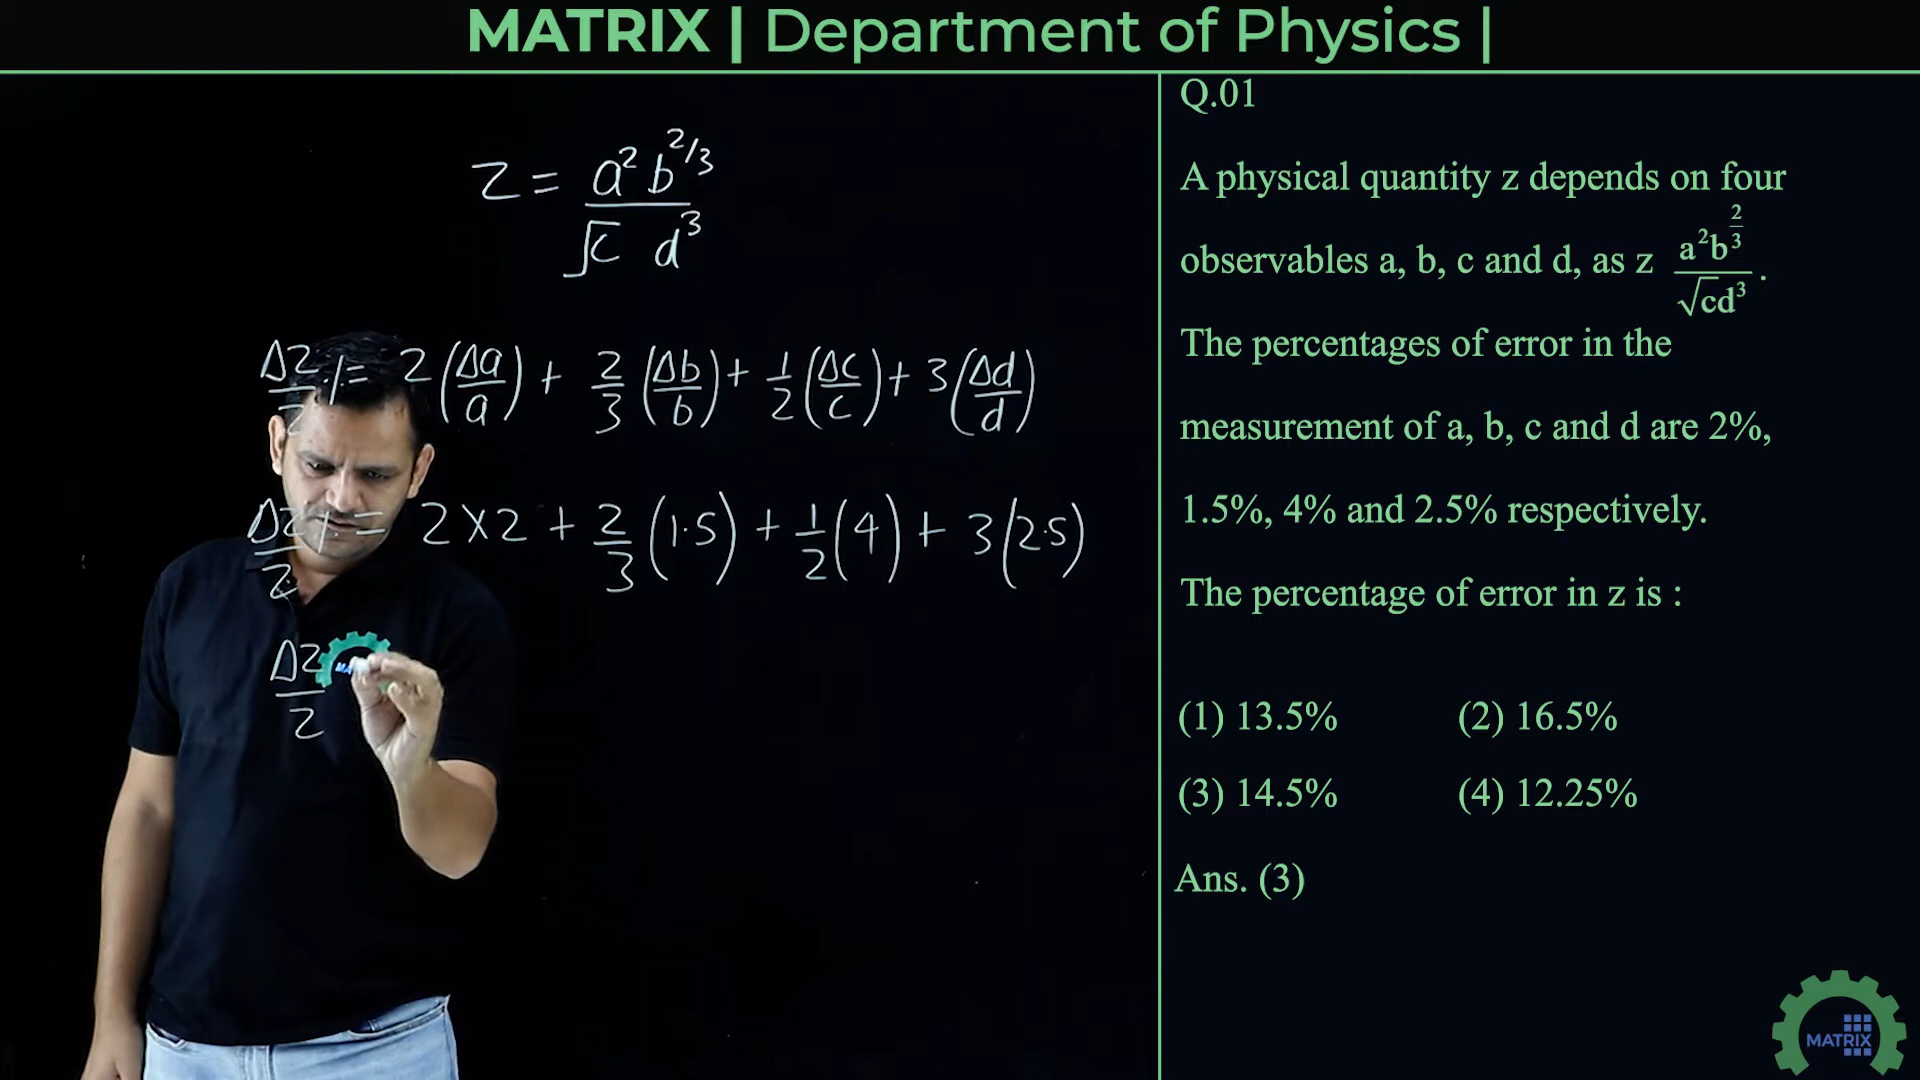 MATRIX | Department of Physics |
z = a² b^2/3 / √c d³
Δz/z % = 2 (Δa/a) + 2/3 (Δb/b) + 1/2 (Δc/c) + 3 (Δd/d)
Δz/z % = 2 × 2 + 2/3 (1.5) + 1/2 (4) + 3 (2.5)
Δz/z
Q.01
A physical quantity z depends on four
observables a, b, c and d, as z a²b^2/3 / √cd³ .
The percentages of error in the
measurement of a, b, c and d are 2%,
1.5%, 4% and 2.5% respectively.
The percentage of error in z is :
(1) 13.5% (2) 16.5%
(3) 14.5% (4) 12.25%
Ans. (3)
MATRIX